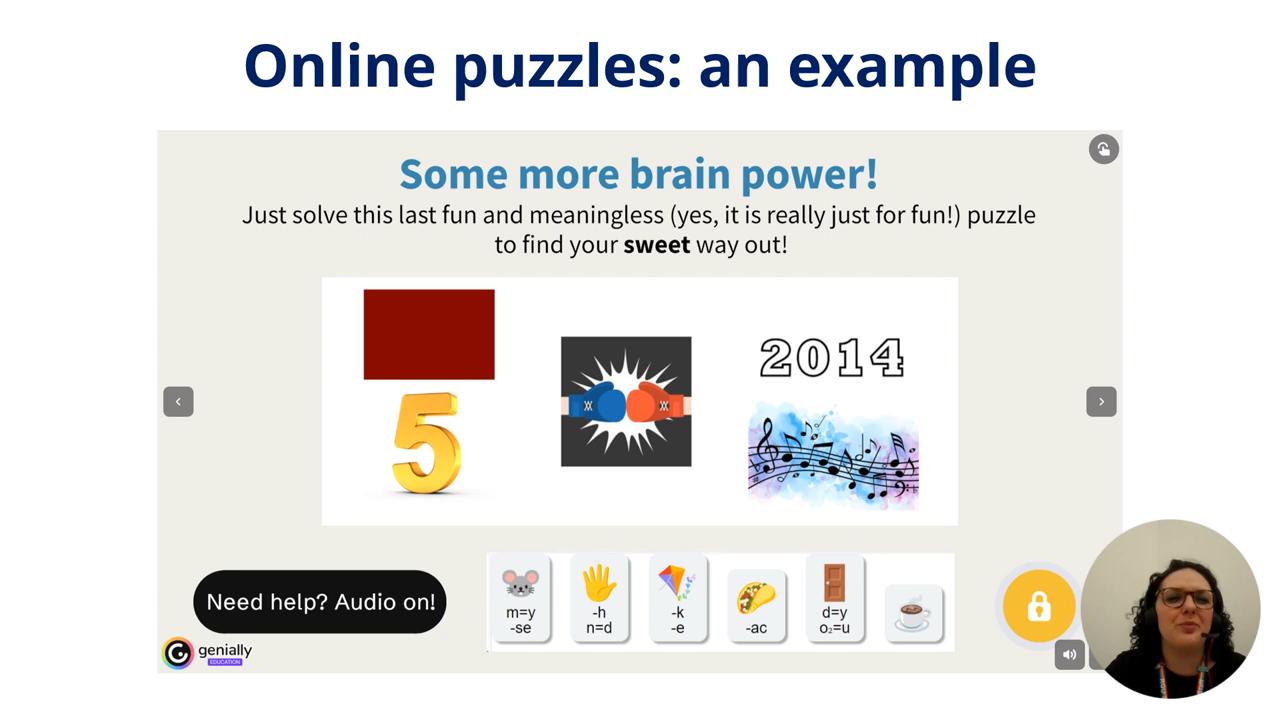 Online puzzles: an example
Some more brain power!
Just solve this last fun and meaningless (yes, it is really just for fun!) puzzle
to find your sweet way out!
2014
5
Need help? Audio on!
m=y
-se
-h
n=d
-k
-e
-ac
d=y
o₂=u
genially
EDUCATION